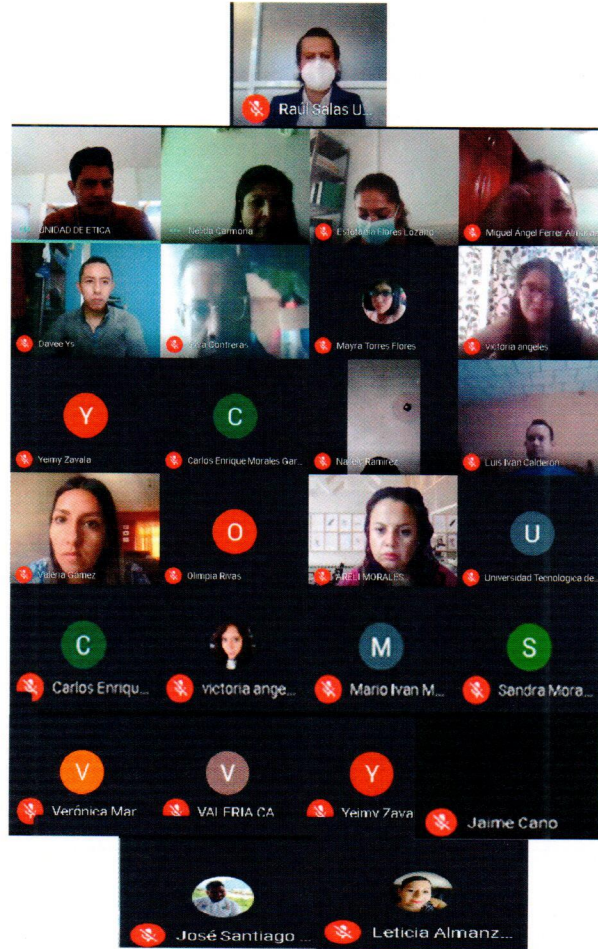 Raúl Salas U...
UNIDAD DE ETICA
Nelida Carmona
Estefania Flores Lozano
Miguel Angel Ferrer
Davee Ys
Contreras
Mayra Torres Flores
victoria angeles
Y
Yeimy Zavala
C
Carlos Enrique Morales Gar...
Ramirez
Luis Ivan Calderon
Valeria Gamez
O
Olimpia Rivas
ARELI MORALES
U
Universidad Tecnologica de...
C
Carlos Enriqu...
victoria ange...
M
Mario Ivan M...
S
Sandra Mora...
V
Verónica Mar
V
VALERIA CA
Y
Yeimy Zava
Jaime Cano
José Santiago ...
Leticia Almanz...